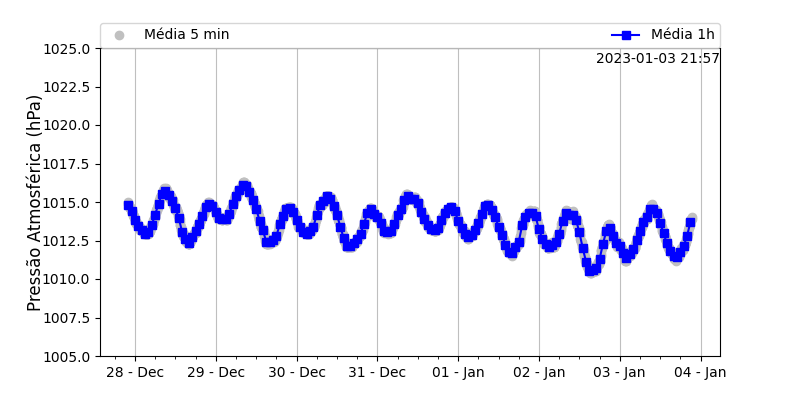 Média 5 min
Média 1h
2023-01-03 21:57
Pressão Atmosférica (hPa)
1025.0
1022.5
1020.0
1017.5
1015.0
1012.5
1010.0
1007.5
1005.0
28 - Dec
29 - Dec
30 - Dec
31 - Dec
01 - Jan
02 - Jan
03 - Jan
04 - Jan